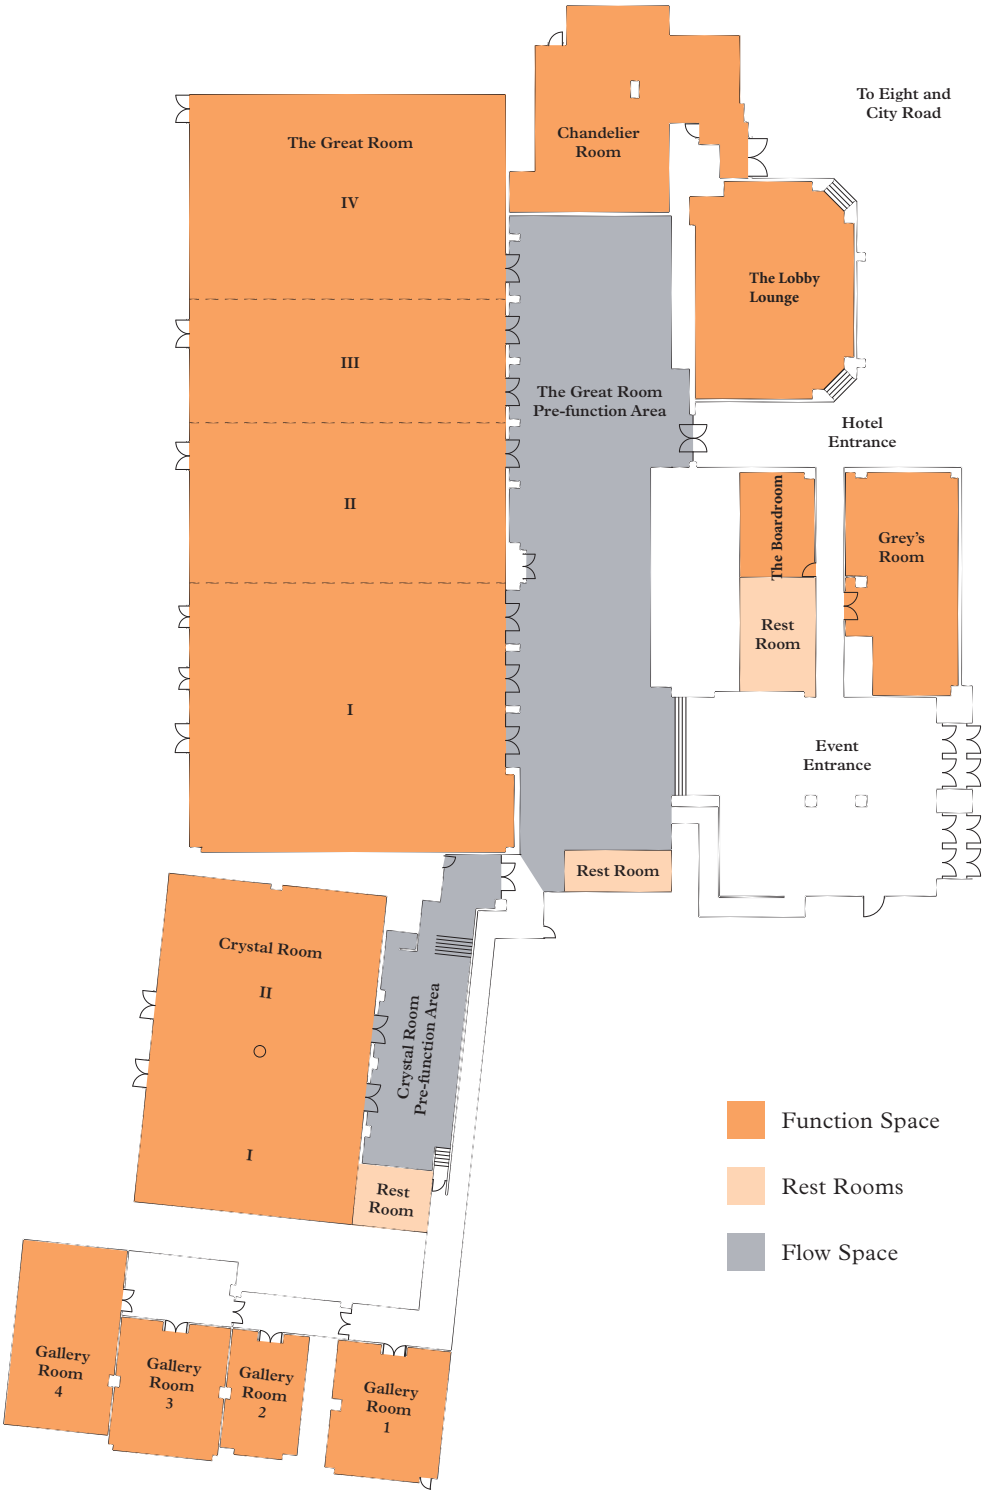 To Eight and
City Road
Chandelier
Room
The Great Room
IV
III
II
I
The Lobby
Lounge
The Great Room
Pre-function Area
Hotel
Entrance
The Boardroom
Grey's
Room
Rest
Room
Event
Entrance
Rest Room
Crystal Room
II
I
Crystal Room
Pre-function Area
Rest
Room
Function Space
Rest Rooms
Flow Space
Gallery
Room
4
Gallery
Room
3
Gallery
Room
2
Gallery
Room
1